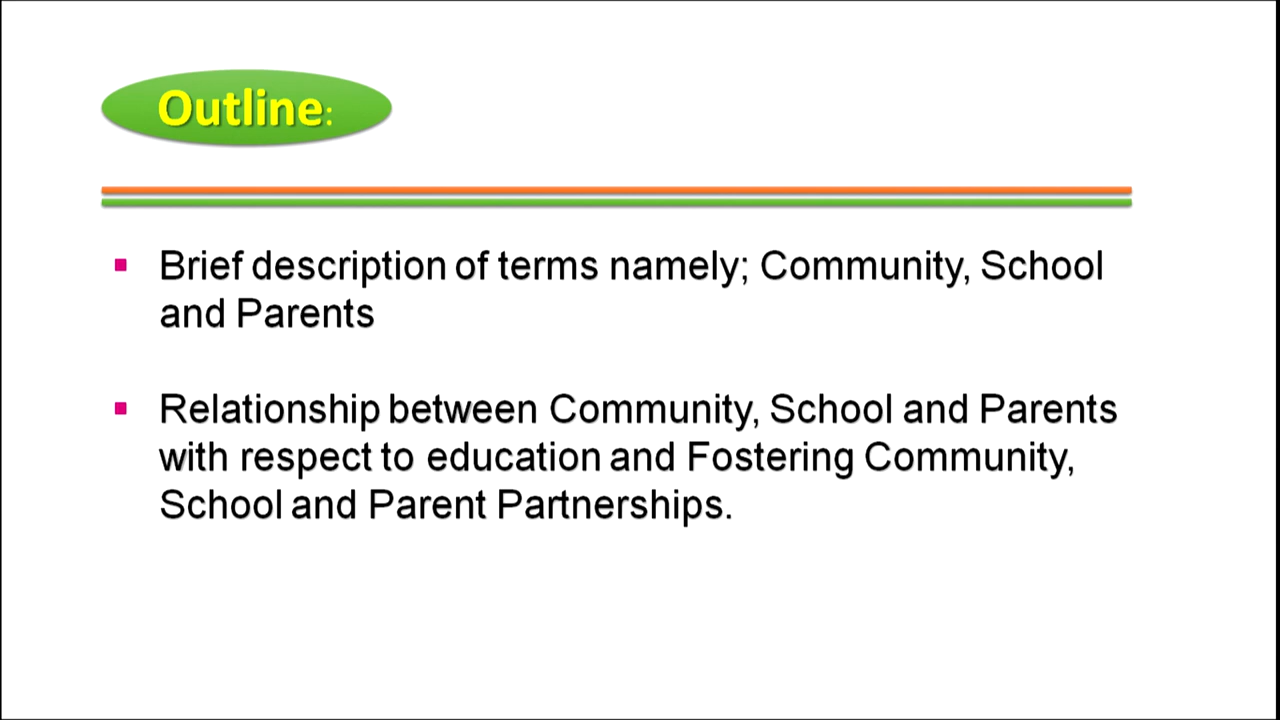 Outline:
Brief description of terms namely; Community, School
and Parents
Relationship between Community, School and Parents
with respect to education and Fostering Community,
School and Parent Partnerships.